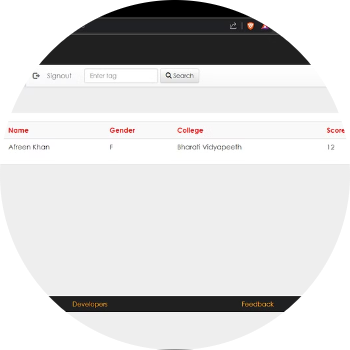 Signout Enter tag Search
Name Gender College Score
Afreen Khan F Bharati Vidyapeeth 12
Developers Feedback